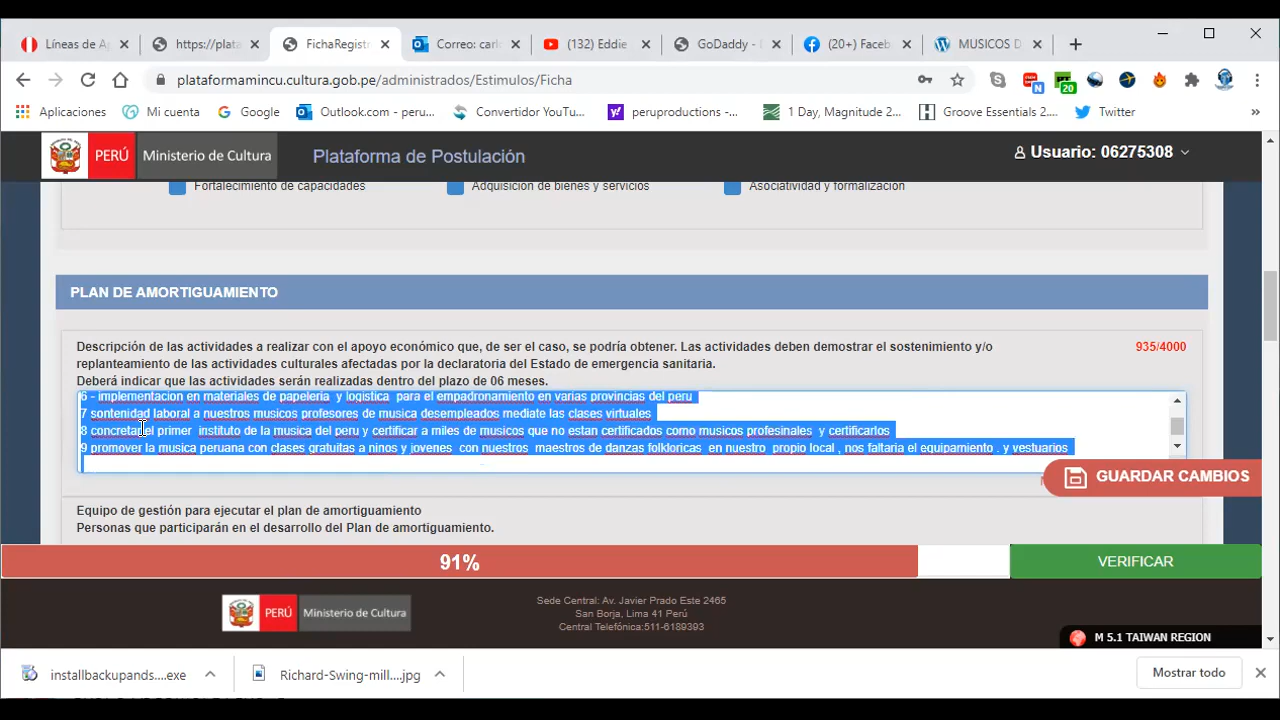 Líneas de Ap
https://plata
FichaRegistr
Correo: carl
(132) Eddie
GoDaddy - D
(20+) Faceb
MUSICOS D
plataformamincu.cultura.gob.pe/administrados/Estimulos/Ficha
20
N
Aplicaciones
Mi cuenta
Google
Outlook.com - peru...
Convertidor YouTu...
peruproductions -...
1 Day, Magnitude 2...
Groove Essentials 2....
Twitter
»
PERÚ
Ministerio de Cultura
Plataforma de Postulación
Usuario: 06275308
Fortalecimiento de capacidades
Adquisición de bienes y servicios
Asociatividad y formalización
PLAN DE AMORTIGUAMIENTO
Descripción de las actividades a realizar con el apoyo económico que, de ser el caso, se podría obtener. Las actividades deben demostrar el sostenimiento y/o
replanteamiento de las actividades culturales afectadas por la declaratoria del Estado de emergencia sanitaria.
Deberá indicar que las actividades serán realizadas dentro del plazo de 06 meses.
935/4000
6 - implementacion en materiales de papeleria y logistica para el empadronamiento en varias provincias del peru
7 sontenidad laboral a nuestros musicos profesores de musica desempleados mediate las clases virtuales
8 concretar el primer instituto de la musica del peru y certificar a miles de musicos que no estan certificados como musicos profesinales y certificarlos
9 promover la musica peruana con clases gratuitas a ninos y jovenes con nuestros maestros de danzas folkloricas en nuestro propio local , nos faltaria el equipamiento . y vestuarios
GUARDAR CAMBIOS
Equipo de gestión para ejecutar el plan de amortiguamiento
Personas que participarán en el desarrollo del Plan de amortiguamiento.
91%
VERIFICAR
PERÚ
Ministerio de Cultura
Sede Central: Av. Javier Prado Este 2465
San Borja, Lima 41 Perú
Central Telefónica:511-6189393
M 5.1 TAIWAN REGION
installbackupands....exe
Richard-Swing-mill....jpg
Mostrar todo